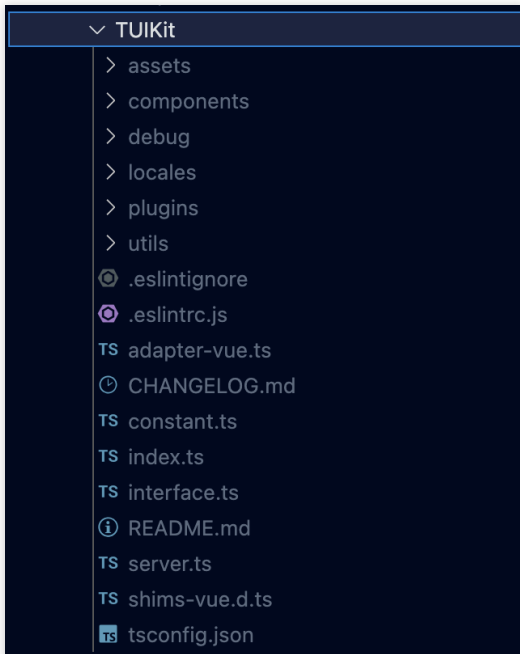 TUIKit
assets
components
debug
locales
plugins
utils
.eslintignore
.eslintrc.js
TS adapter-vue.ts
CHANGELOG.md
TS constant.ts
TS index.ts
TS interface.ts
README.md
TS server.ts
TS shims-vue.d.ts
TS tsconfig.json